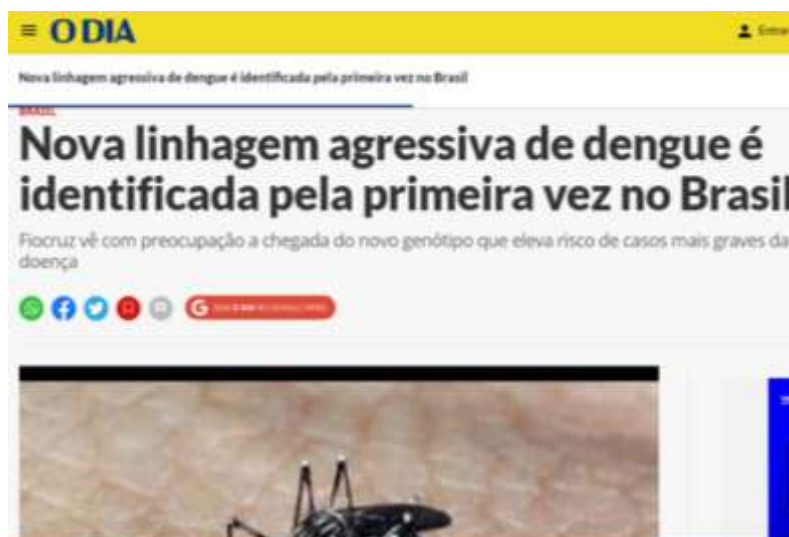 O DIA
Entrar
Nova linhagem agressiva de dengue é identificada pela primeira vez no Brasil
BRASIL
Nova linhagem agressiva de dengue é
identificada pela primeira vez no Brasil
Fiocruz vê com preocupação a chegada do novo genótipo que eleva risco de casos mais graves da
doença
G